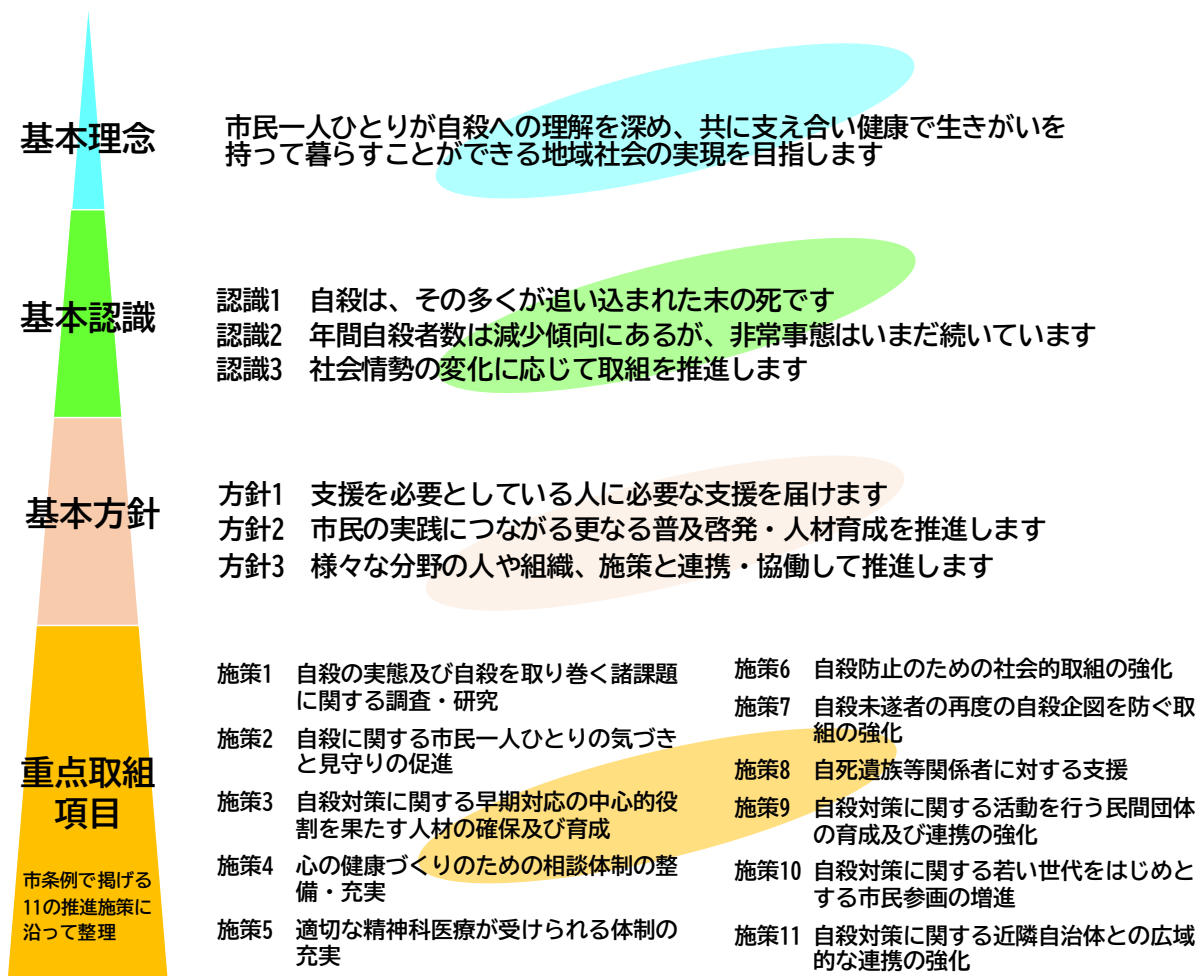 基本理念
市民一人ひとりが自殺への理解を深め、共に支え合い健康で生きがいを
持って暮らすことができる地域社会の実現を目指します
基本認識
認識1 自殺は、その多くが追い込まれた末の死です
認識2 年間自殺者数は減少傾向にあるが、非常事態はいまだ続いています
認識3 社会情勢の変化に応じて取組を推進します
基本方針
方針1 支援を必要としている人に必要な支援を届けます
方針2 市民の実践につながる更なる普及啓発・人材育成を推進します
方針3 様々な分野の人や組織、施策と連携・協働して推進します
重点取組
項目
市条例で掲げる
11の推進施策に
沿って整理
施策1 自殺の実態及び自殺を取り巻く諸課題
に関する調査・研究
施策2 自殺に関する市民一人ひとりの気づき
と見守りの促進
施策3 自殺対策に関する早期対応の中心的役
割を果たす人材の確保及び育成
施策4 心の健康づくりのための相談体制の整
備・充実
施策5 適切な精神科医療が受けられる体制の
充実
施策6 自殺防止のための社会的取組の強化
施策7 自殺未遂者の再度の自殺企図を防ぐ取
組の強化
施策8 自死遺族等関係者に対する支援
施策9 自殺対策に関する活動を行う民間団体
の育成及び連携の強化
施策10 自殺対策に関する若い世代をはじめと
する市民参画の増進
施策11 自殺対策に関する近隣自治体との広域
的な連携の強化